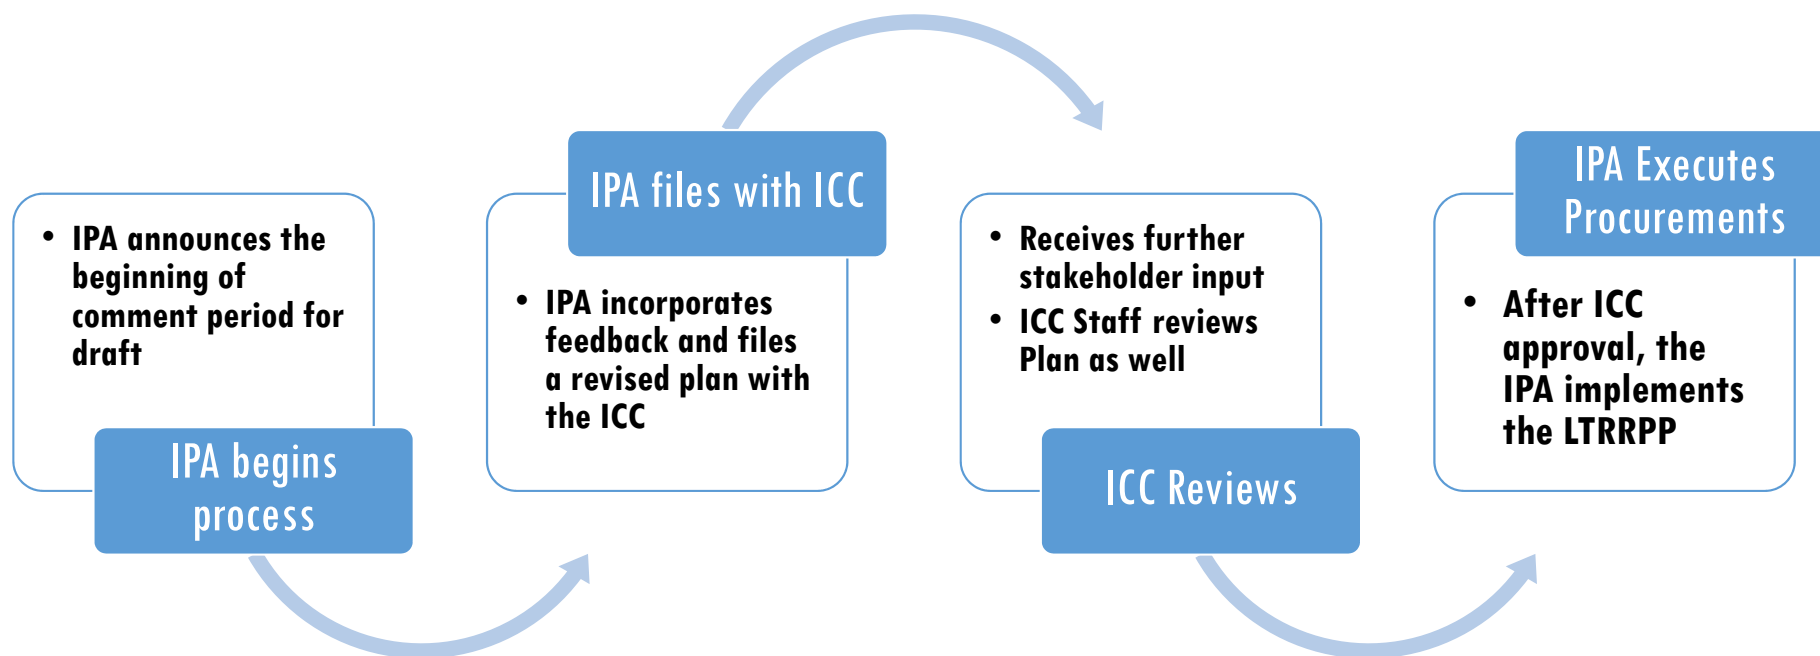 • IPA announces the
beginning of
comment period for
draft
IPA begins
process
IPA files with ICC
• IPA incorporates
feedback and files
a revised plan with
the ICC
• Receives further
stakeholder input
• ICC Staff reviews
Plan as well
ICC Reviews
IPA Executes
Procurements
• After ICC
approval, the
IPA implements
the LTRRPP